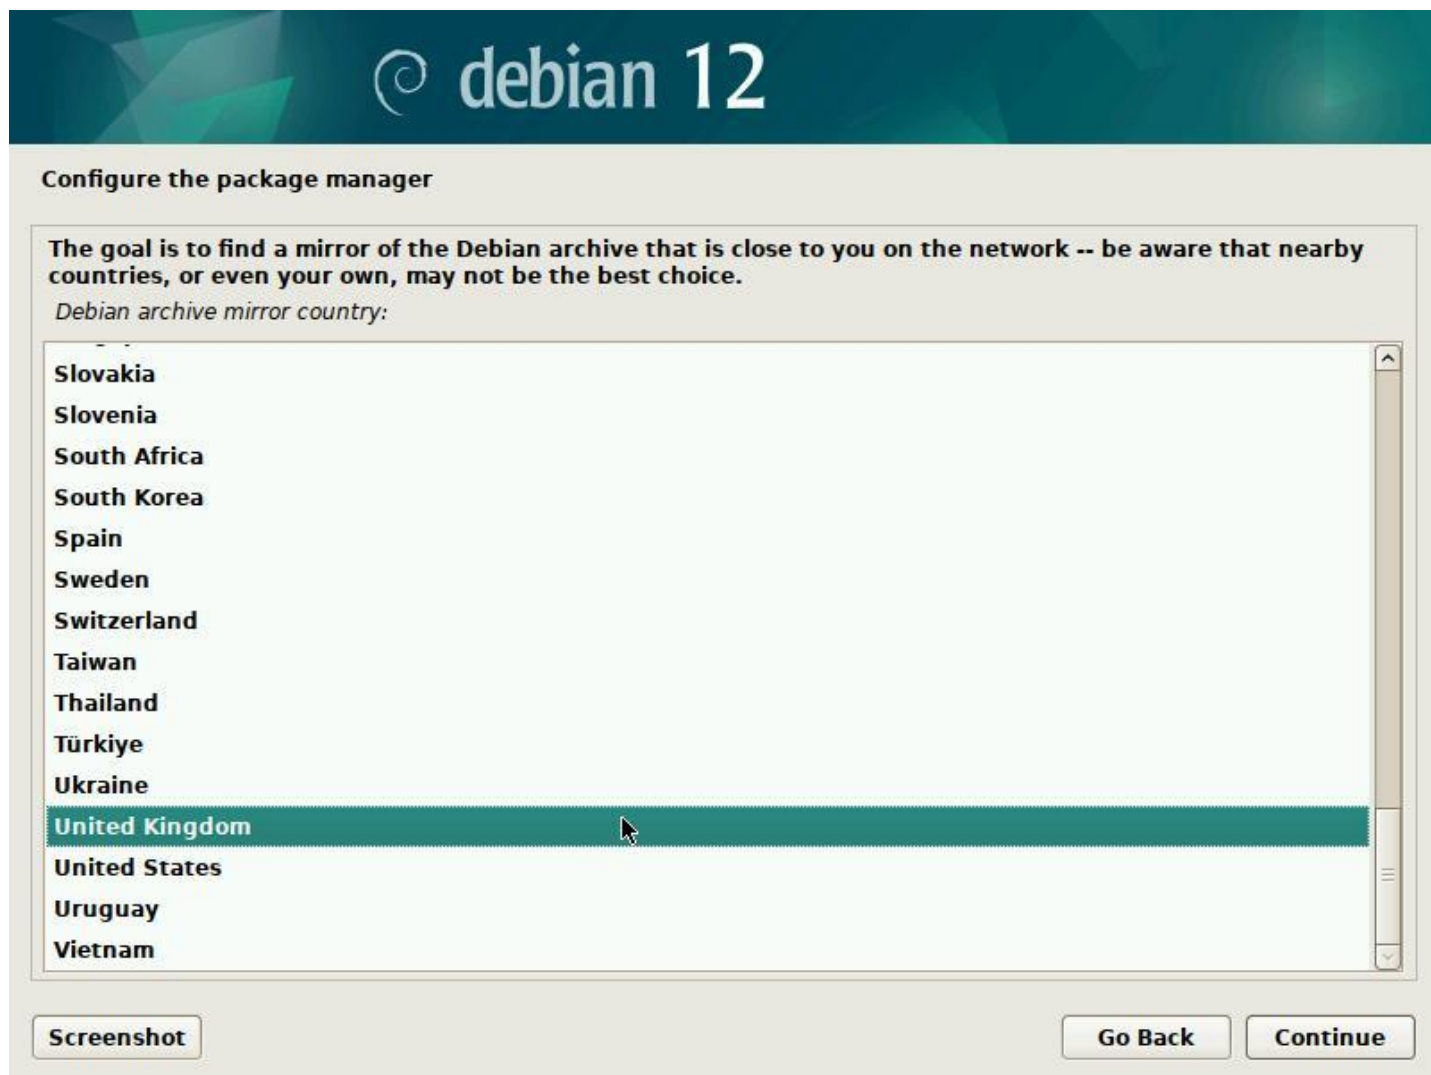 debian 12
Configure the package manager
The goal is to find a mirror of the Debian archive that is close to you on the network -- be aware that nearby
countries, or even your own, may not be the best choice.
Debian archive mirror country:
Slovakia
Slovenia
South Africa
South Korea
Spain
Sweden
Switzerland
Taiwan
Thailand
Türkiye
Ukraine
United Kingdom
United States
Uruguay
Vietnam
Screenshot
Go Back
Continue